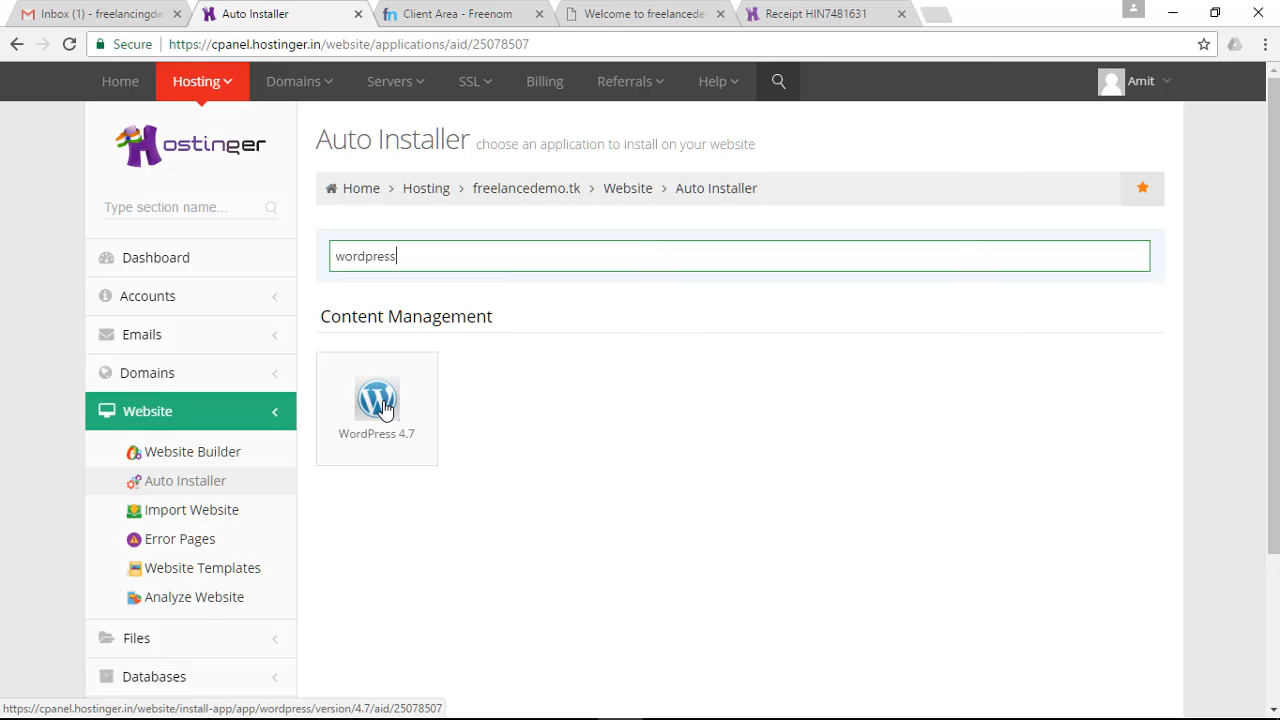 Inbox (1) - freelancingde
Auto Installer
Client Area - Freenom
Welcome to freelancede
Receipt HIN7481631
Secure
https://cpanel.hostinger.in/website/applications/aid/25078507
Home
Hosting
Domains
Servers
SSL
Billing
Referrals
Help
Amit
Hostinger
Type section name...
Dashboard
Accounts
Emails
Domains
Website
Website Builder
Auto Installer
Import Website
Error Pages
Website Templates
Analyze Website
Files
Databases
Auto Installer choose an application to install on your website
Home > Hosting > freelancedemo.tk > Website > Auto Installer
wordpress
Content Management
WordPress 4.7
https://cpanel.hostinger.in/website/install-app/app/wordpress/version/4.7/aid/25078507